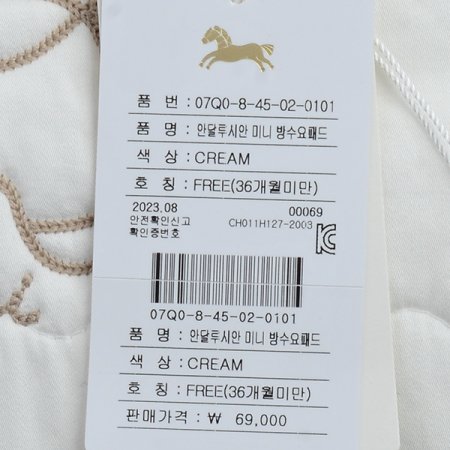 품 번 : 07Q0-8-45-02-0101
품 명 : 안달루시안 미니 방수요패드
색 상 : CREAM
호 칭 : FREE(36개월미만)
2023.08 00069
안전확인신고 CH011H127-2003
확인증번호
07Q0-8-45-02-0101
품 명 : 안달루시안 미니 방수요패드
색 상 : CREAM
호 칭 : FREE(36개월미만)
판매가격 : ₩ 69,000